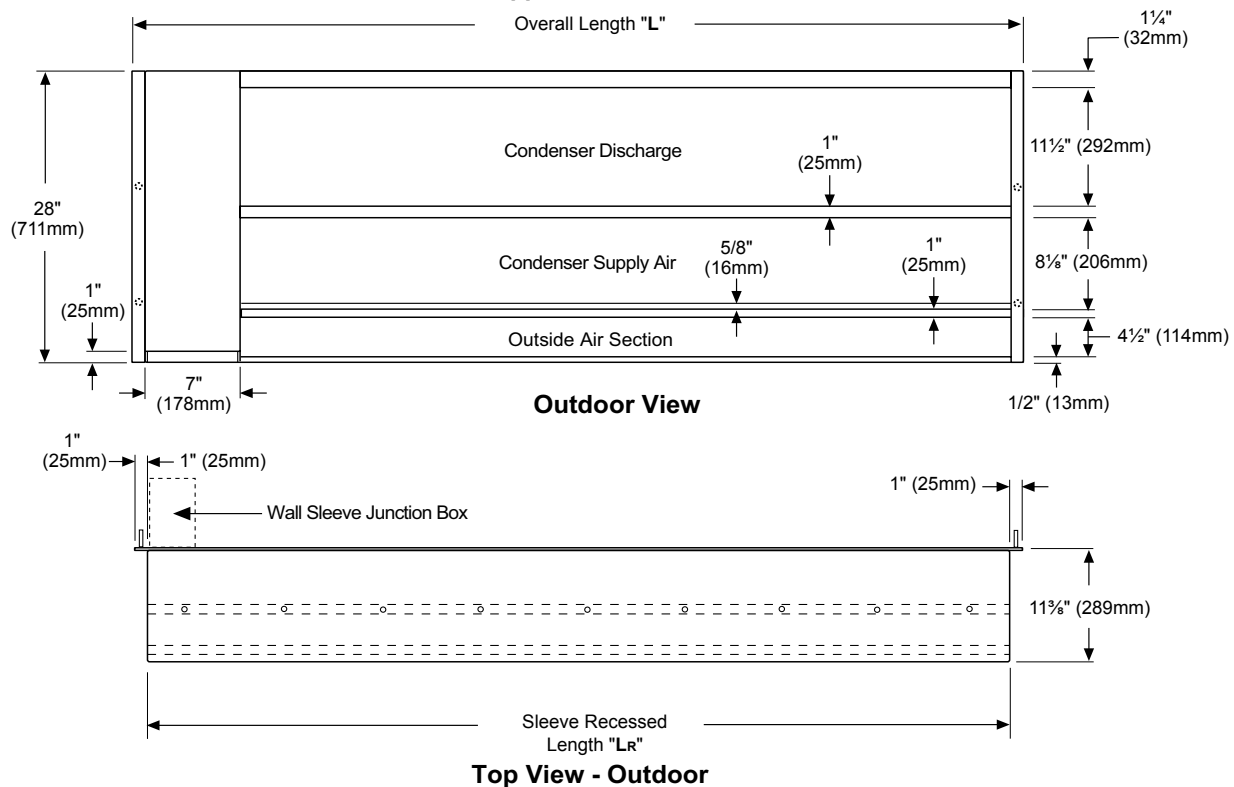 Overall Length "L"
1¼"
(32mm)
Condenser Discharge
1"
(25mm)
11½" (292mm)
28"
(711mm)
Condenser Supply Air
5/8"
(16mm)
1"
(25mm)
8⅛" (206mm)
1"
(25mm)
Outside Air Section
4½" (114mm)
7"
(178mm)
Outdoor View
1/2" (13mm)
1"
(25mm)
1" (25mm)
1" (25mm)
Wall Sleeve Junction Box
11⅜" (289mm)
Sleeve Recessed
Length "LR"
Top View - Outdoor